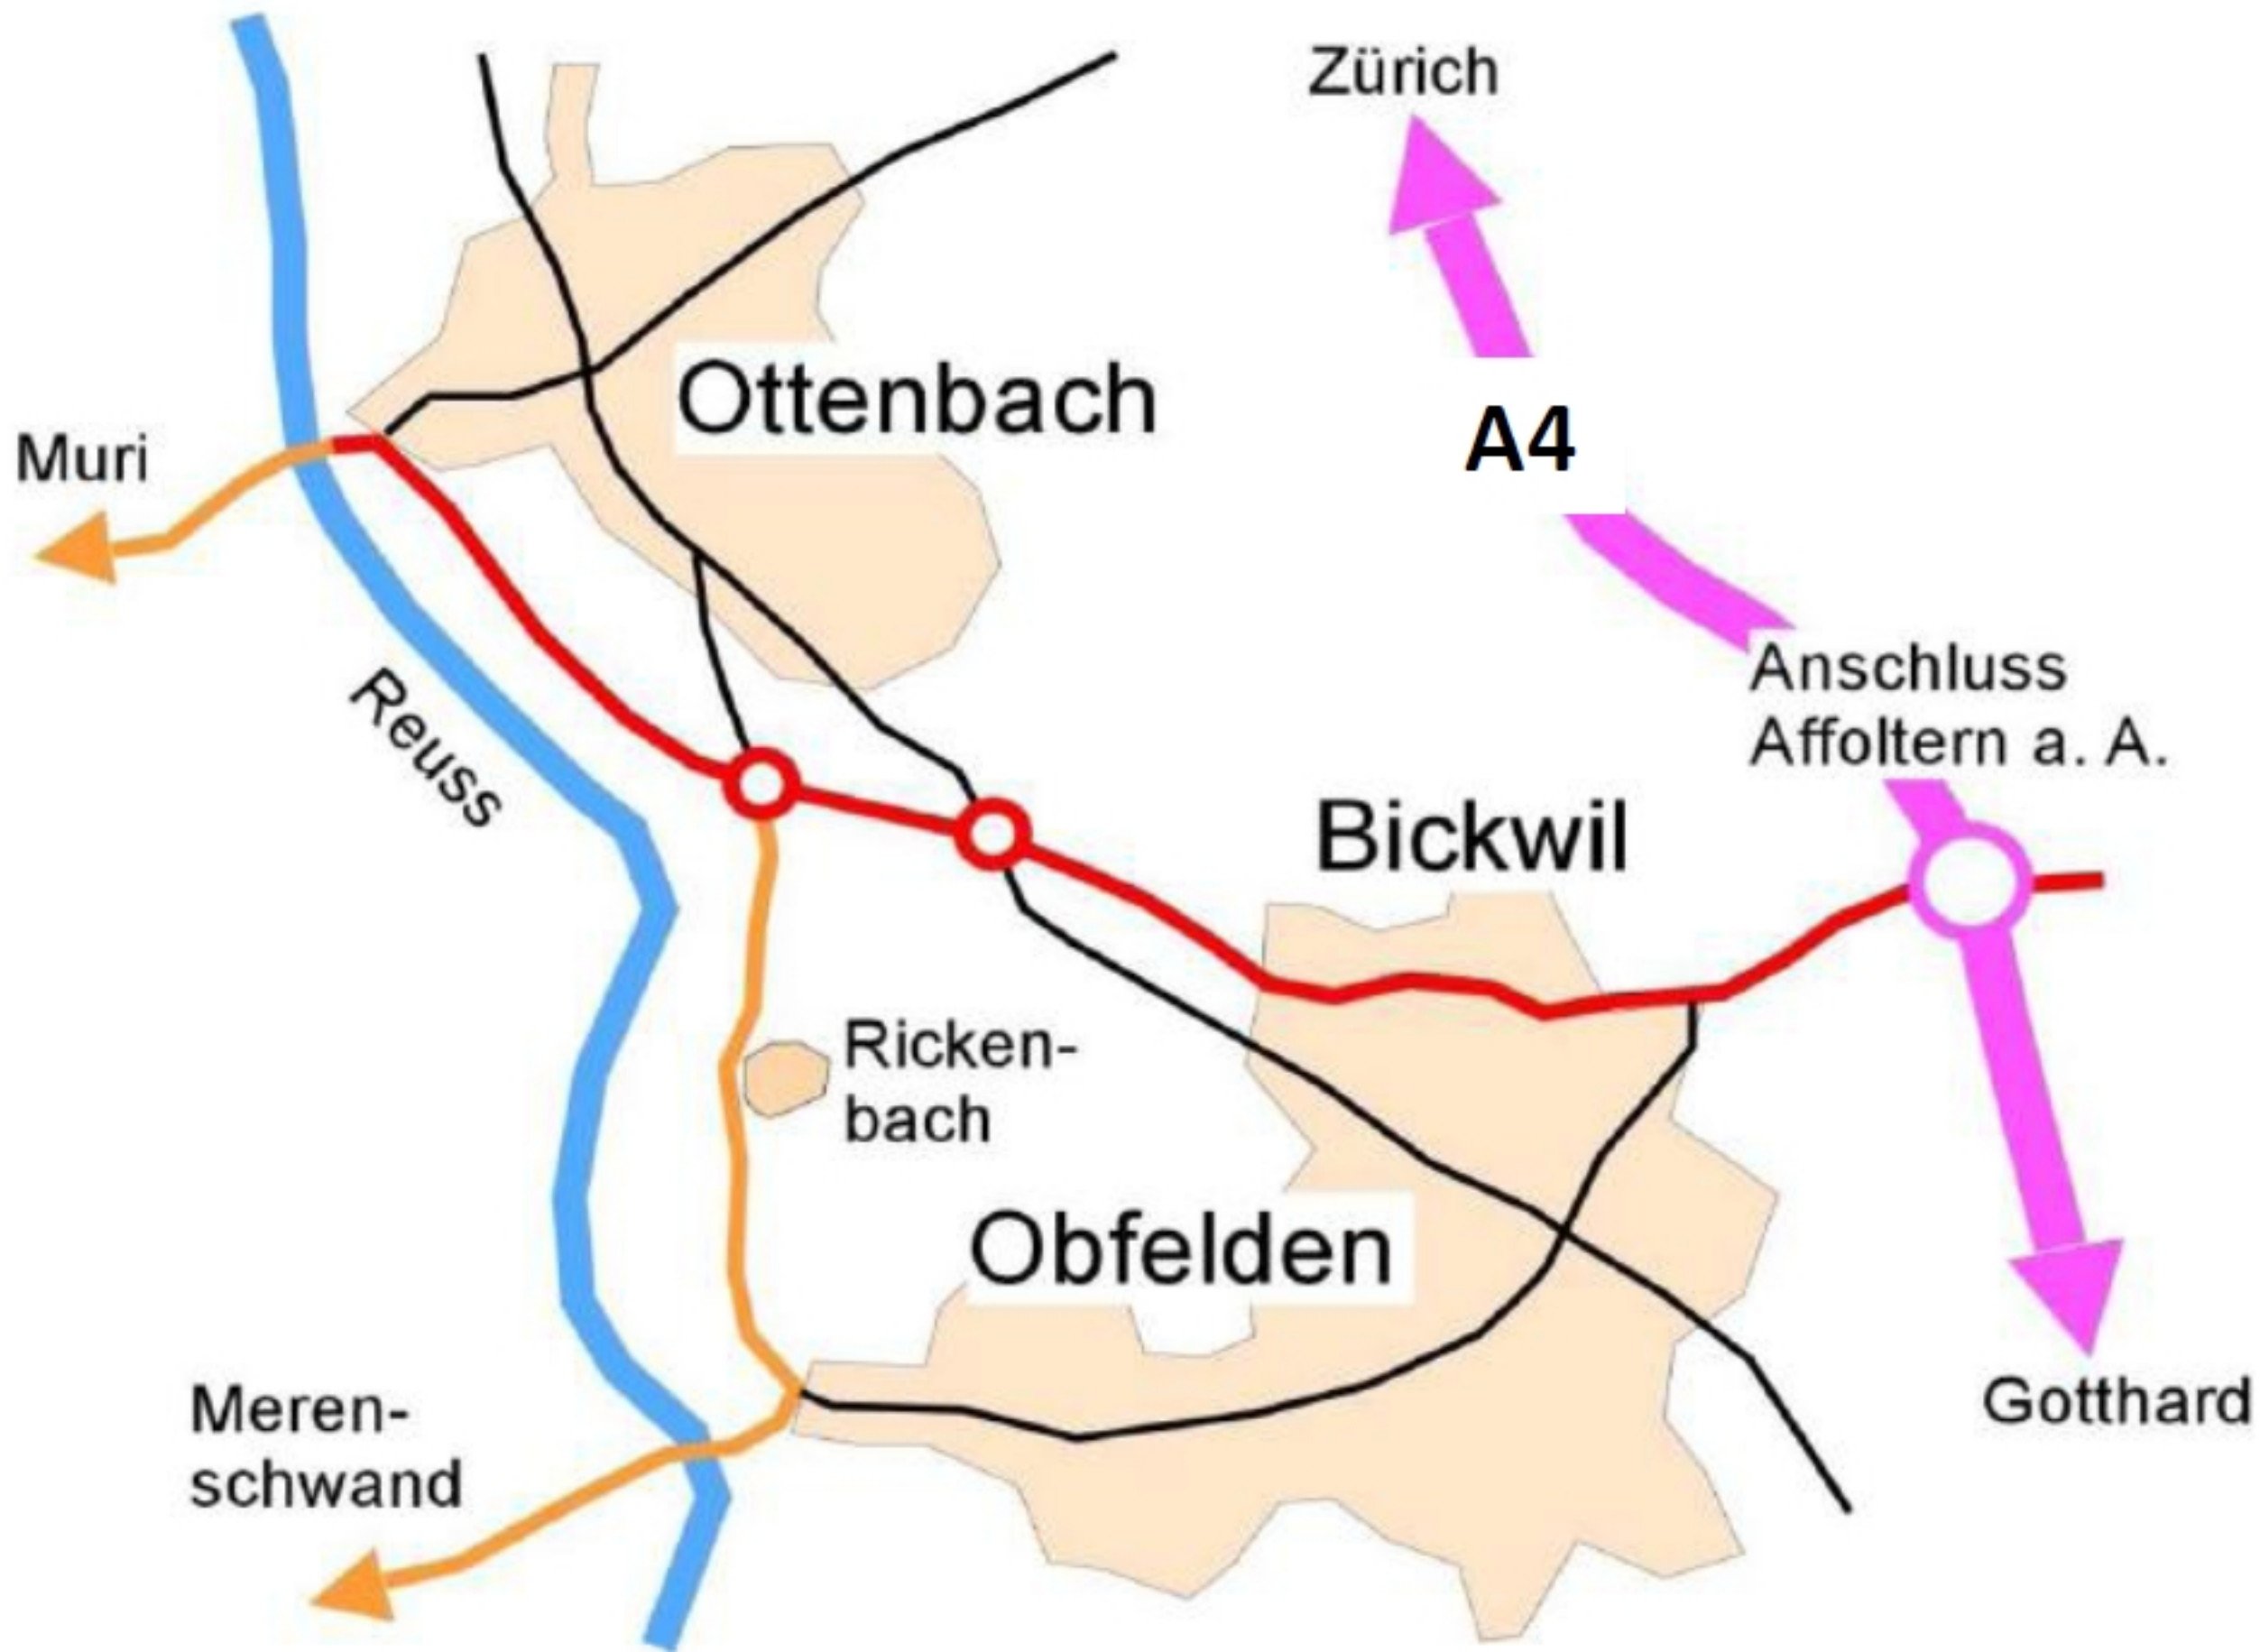 Zürich
Ottenbach
A4
Muri
Anschluss
Affoltern a. A.
Reuss
Bickwil
Ricken-
bach
Obfelden
Gotthard
Meren-
schwand